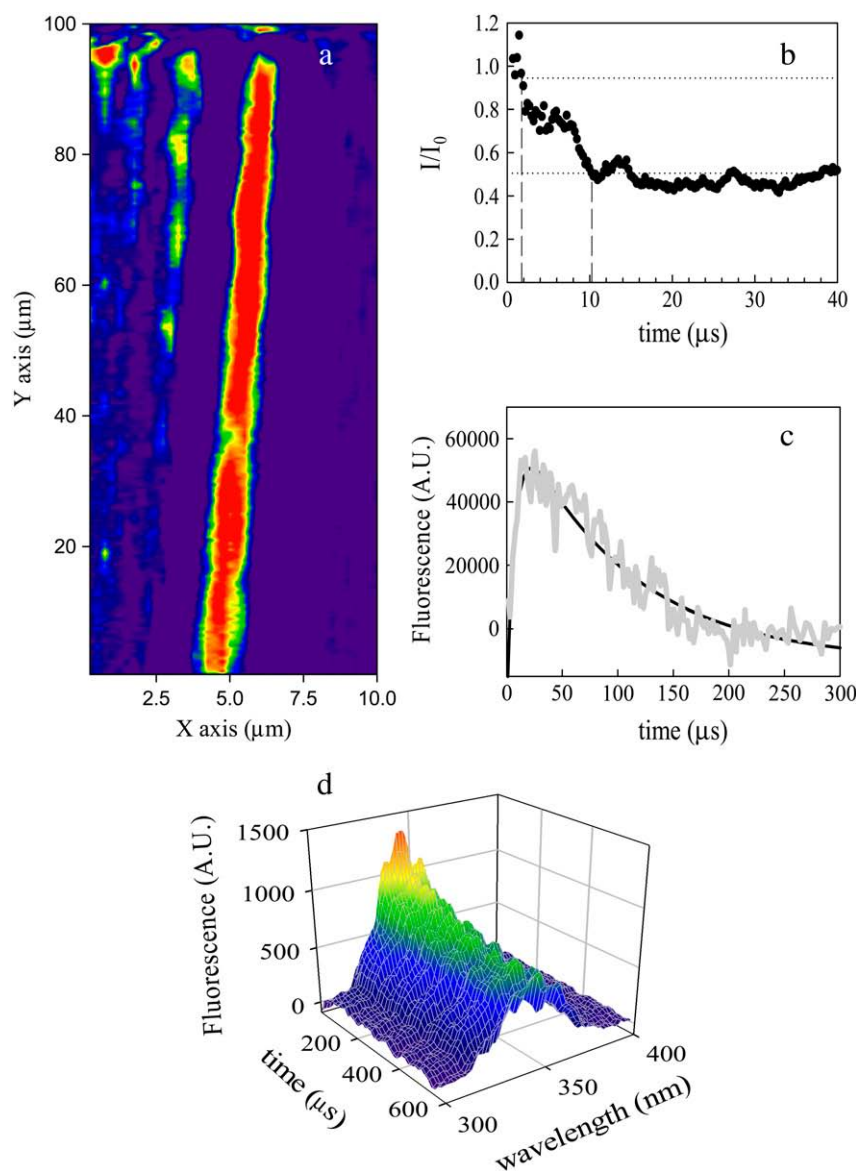 a
100
80
60
40
20
Y axis (μm)
2.5 5.0 7.5 10.0
X axis (μm)
b
1.2
1.0
0.8
0.6
0.4
0.2
0.0
I/I0
0 10 20 30 40
time (μs)
c
60000
40000
20000
0
Fluorescence (A.U.)
0 50 100 150 200 250 300
time (μs)
d
1500
1000
500
0
Fluorescence (A.U.)
200
400
600
time (μs)
300
350
400
wavelength (nm)